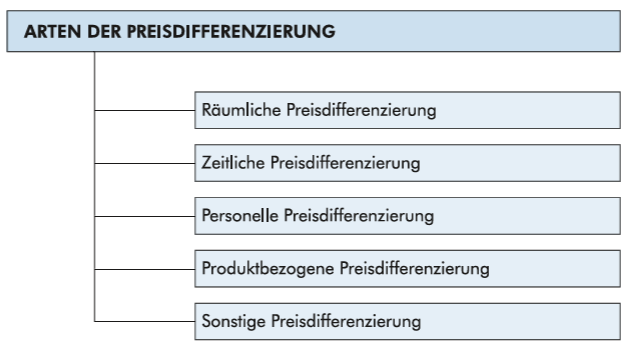 ARTEN DER PREISDIFFERENZIERUNG
Räumliche Preisdifferenzierung
Zeitliche Preisdifferenzierung
Personelle Preisdifferenzierung
Produktbezogene Preisdifferenzierung
Sonstige Preisdifferenzierung